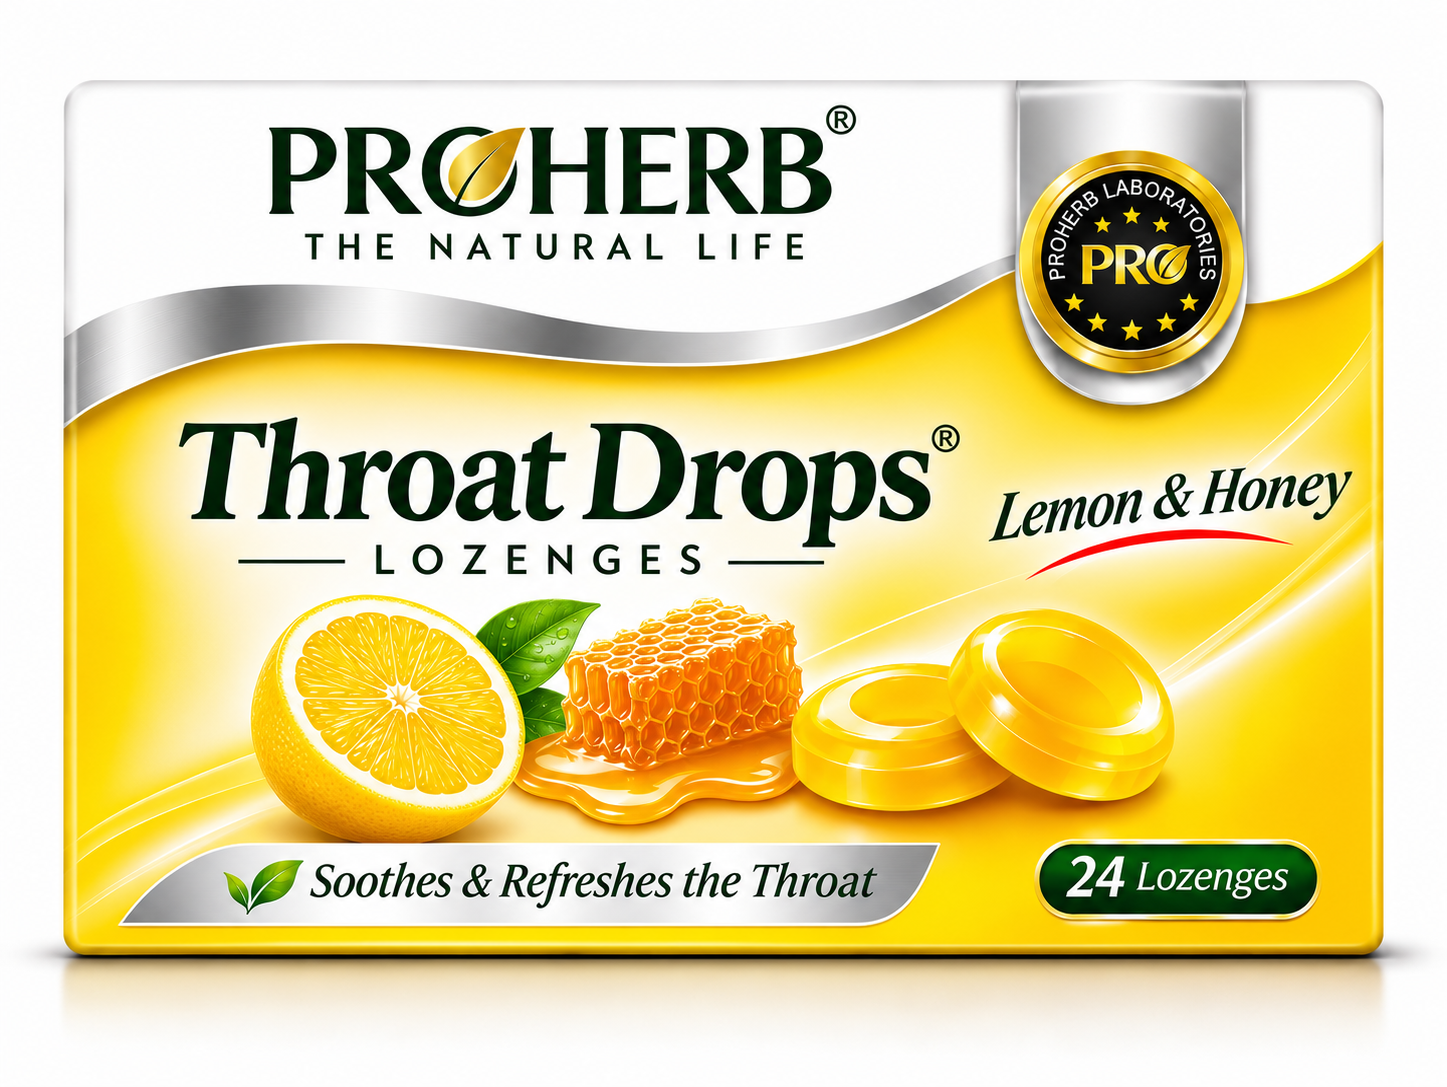 PROHERB®
THE NATURAL LIFE
PROHERB LABORATORIES
PRO
Throat Drops®
LOZENGES
Lemon & Honey
Soothes & Refreshes the Throat
24 Lozenges